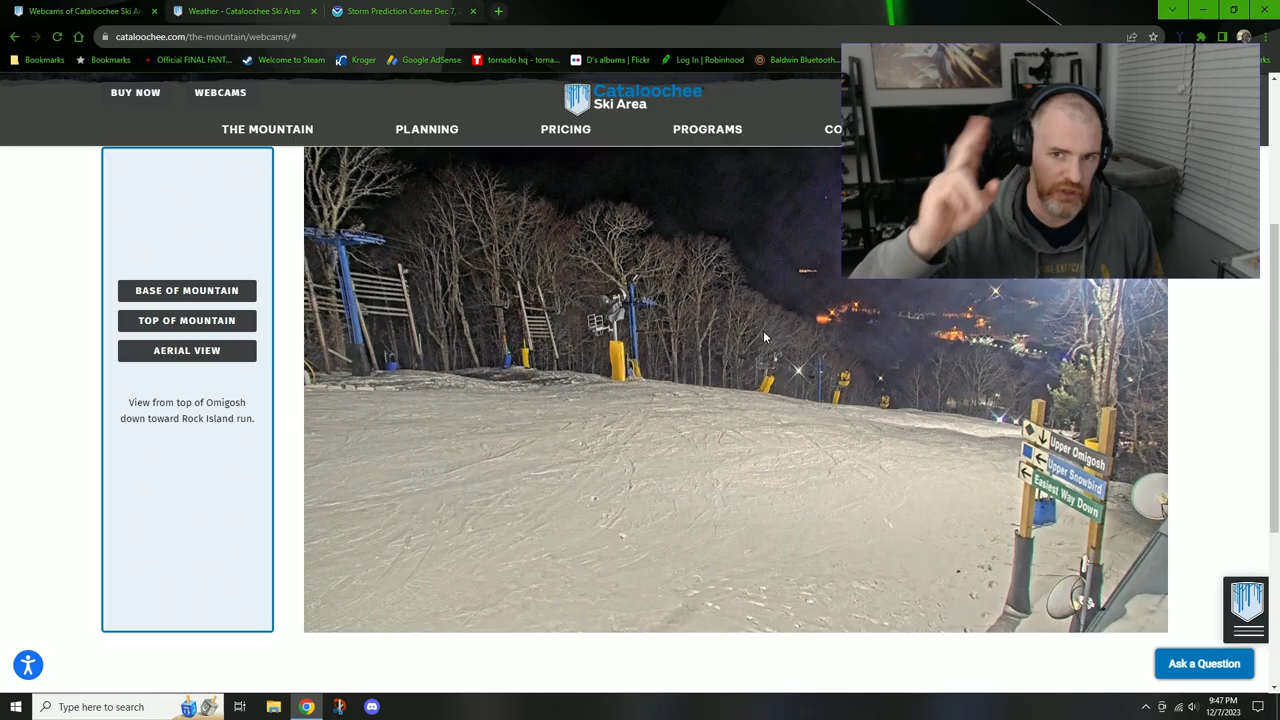 Webcams of Cataloochee Ski Ar
Weather - Cataloochee Ski Area
Storm Prediction Center Dec 7, 2
cataloochee.com/the-mountain/webcams/#
Bookmarks
Bookmarks
Official FINAL FANT...
Welcome to Steam
Kroger
Google AdSense
tornado hq - torna...
D's albums | Flickr
Log In | Robinhood
Baldwin Bluetooth...
BUY NOW
WEBCAMS
Cataloochee
Ski Area
THE MOUNTAIN
PLANNING
PRICING
PROGRAMS
CO
BASE OF MOUNTAIN
TOP OF MOUNTAIN
AERIAL VIEW
View from top of Omigosh
down toward Rock Island run.
Upper Omigosh
Upper Snowbird
Easiest Way Down
Ask a Question
Type here to search
9:47 PM
12/7/2023